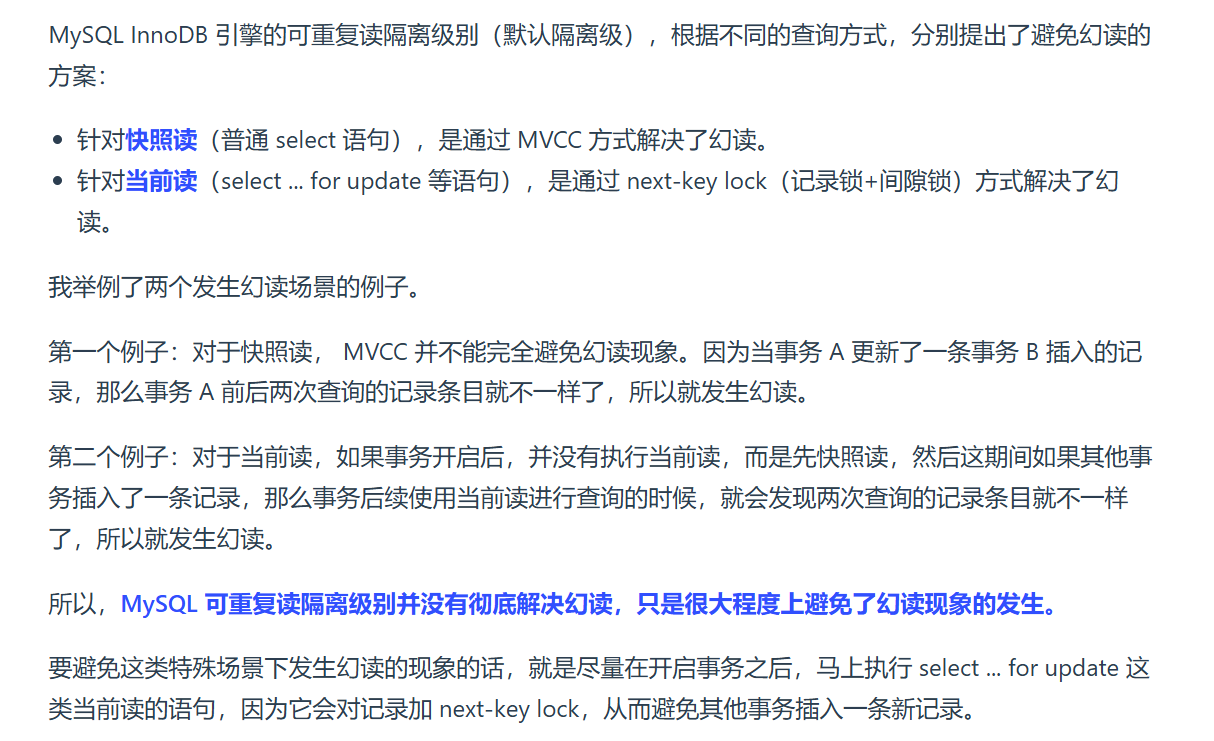 MySQL InnoDB 引擎的可重复读隔离级别（默认隔离级），根据不同的查询方式，分别提出了避免幻读的
方案：
• 针对快照读（普通 select 语句），是通过 MVCC 方式解决了幻读。
• 针对当前读（select ... for update 等语句），是通过 next-key lock（记录锁+间隙锁）方式解决了幻
读。
我举例了两个发生幻读场景的例子。
第一个例子：对于快照读， MVCC 并不能完全避免幻读现象。因为当事务 A 更新了一条事务 B 插入的记
录，那么事务 A 前后两次查询的记录条目就不一样了，所以就发生幻读。
第二个例子：对于当前读，如果事务开启后，并没有执行当前读，而是先快照读，然后这期间如果其他事
务插入了一条记录，那么事务后续使用当前读进行查询的时候，就会发现两次查询的记录条目就不一样
了，所以就发生幻读。
所以，MySQL 可重复读隔离级别并没有彻底解决幻读，只是很大程度上避免了幻读现象的发生。
要避免这类特殊场景下发生幻读的现象的话，就是尽量在开启事务之后，马上执行 select ... for update 这
类当前读的语句，因为它会对记录加 next-key lock，从而避免其他事务插入一条新记录。